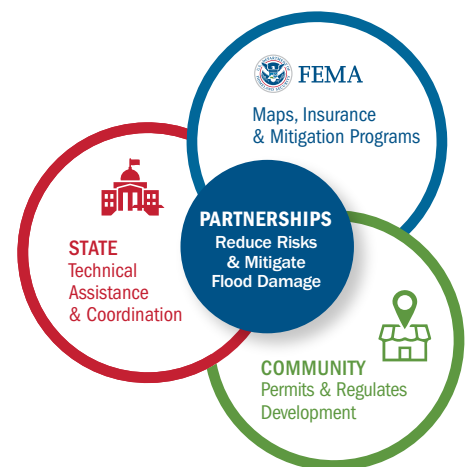 FEMA
Maps, Insurance
& Mitigation Programs
PARTNERSHIPS
Reduce Risks
& Mitigate
Flood Damage
STATE
Technical
Assistance
& Coordination
COMMUNITY
Permits & Regulates
Development